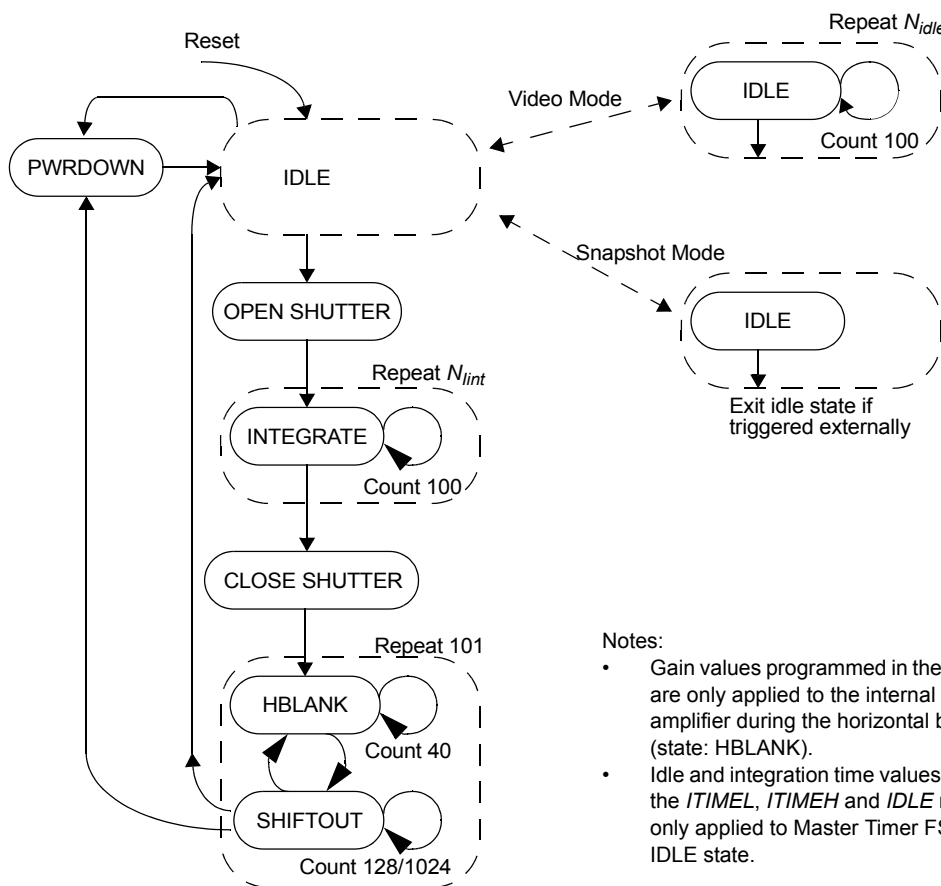 Reset
Repeat N_idle
Video Mode
IDLE
Count 100
PWRDOWN
IDLE
Snapshot Mode
OPEN SHUTTER
IDLE
Repeat N_lint
Exit idle state if
triggered externally
INTEGRATE
Count 100
CLOSE SHUTTER
Repeat 101
HBLANK
Count 40
SHIFTOUT
Count 128/1024
Notes:
• Gain values programmed in the
are only applied to the internal
amplifier during the horizontal b
(state: HBLANK).
• Idle and integration time values
the ITIMEL, ITIMEH and IDLE r
only applied to Master Timer FS
IDLE state.